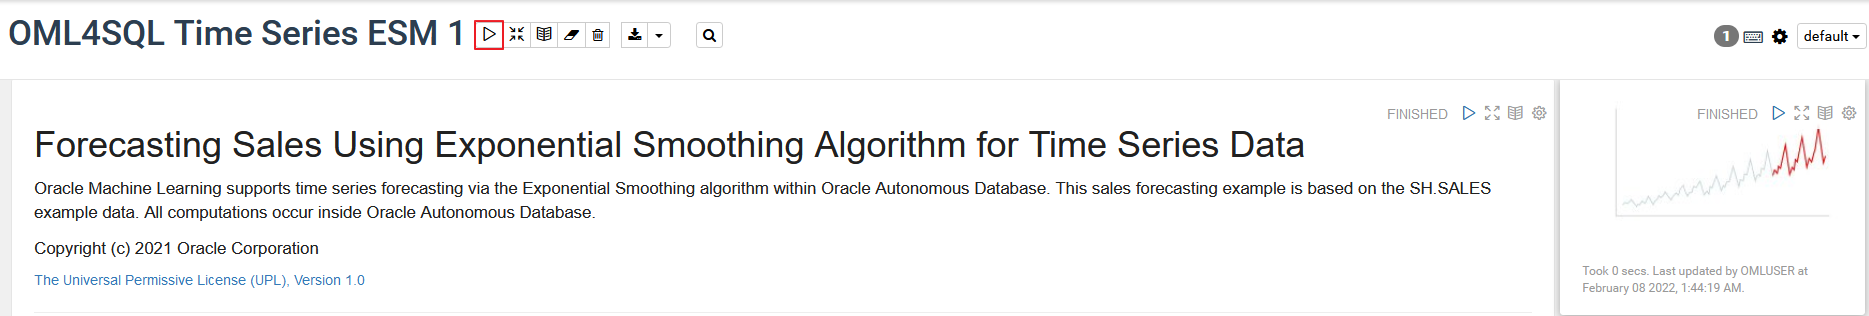 OML4SQL Time Series ESM 1
1
default
FINISHED
Forecasting Sales Using Exponential Smoothing Algorithm for Time Series Data
Oracle Machine Learning supports time series forecasting via the Exponential Smoothing algorithm within Oracle Autonomous Database. This sales forecasting example is based on the SH.SALES
example data. All computations occur inside Oracle Autonomous Database.
Copyright (c) 2021 Oracle Corporation
The Universal Permissive License (UPL), Version 1.0
FINISHED
Took 0 secs. Last updated by OMLUSER at
February 08 2022, 1:44:19 AM.